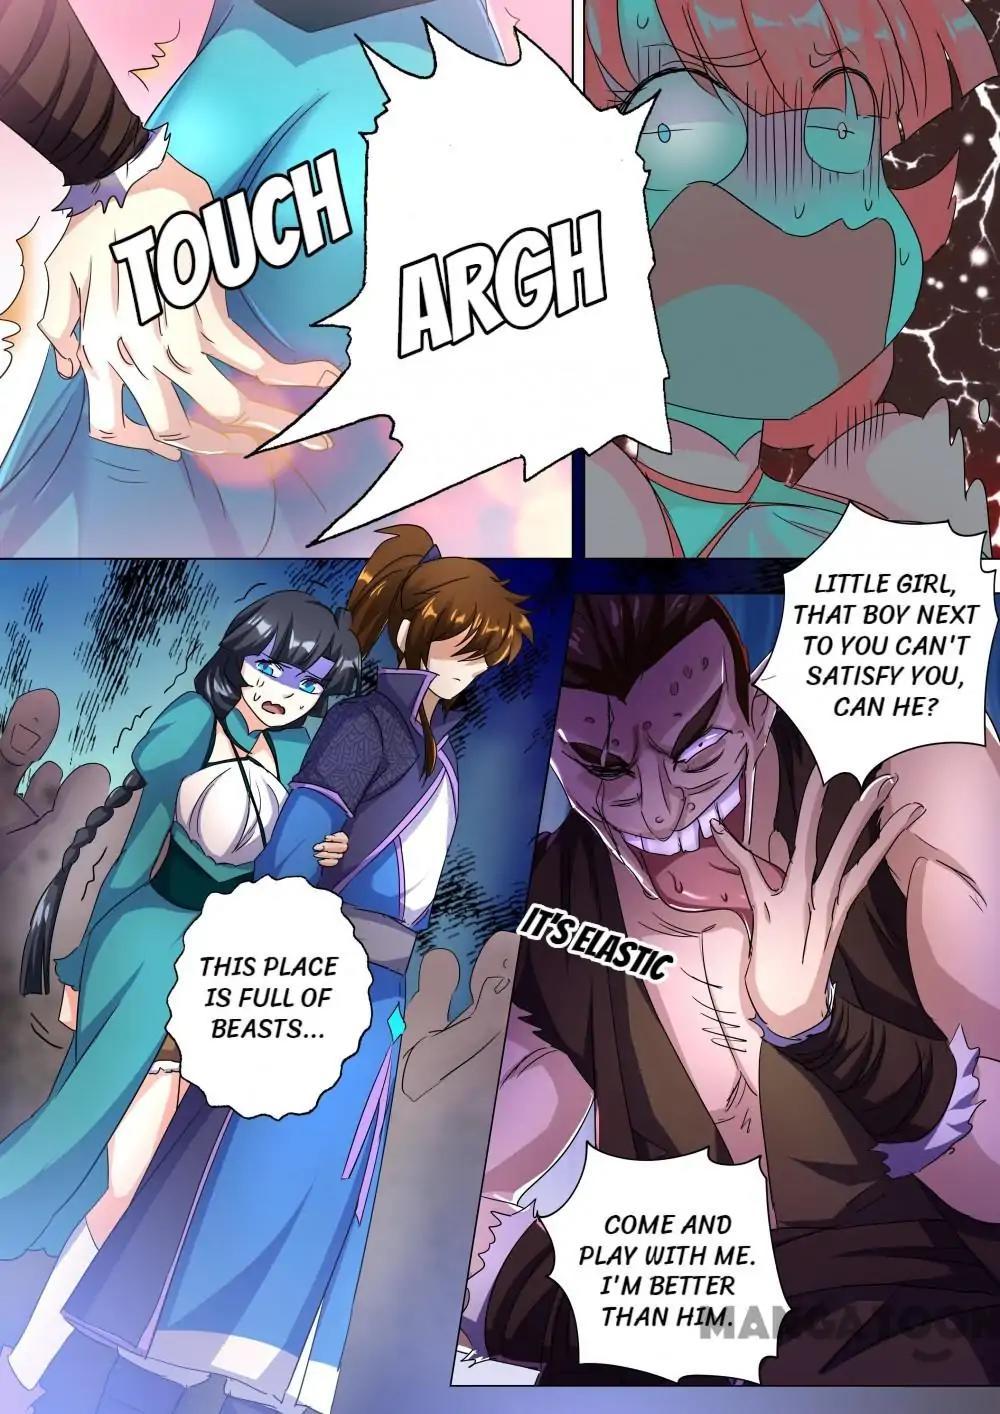 TOUCH
ARGH
LITTLE GIRL,
THAT BOY NEXT
TO YOU CAN'T
SATISFY YOU,
CAN HE?
IT'S ELASTIC
THIS PLACE
IS FULL OF
BEASTS...
COME AND
PLAY WITH ME.
I'M BETTER
THAN HIM.
MANGATOON